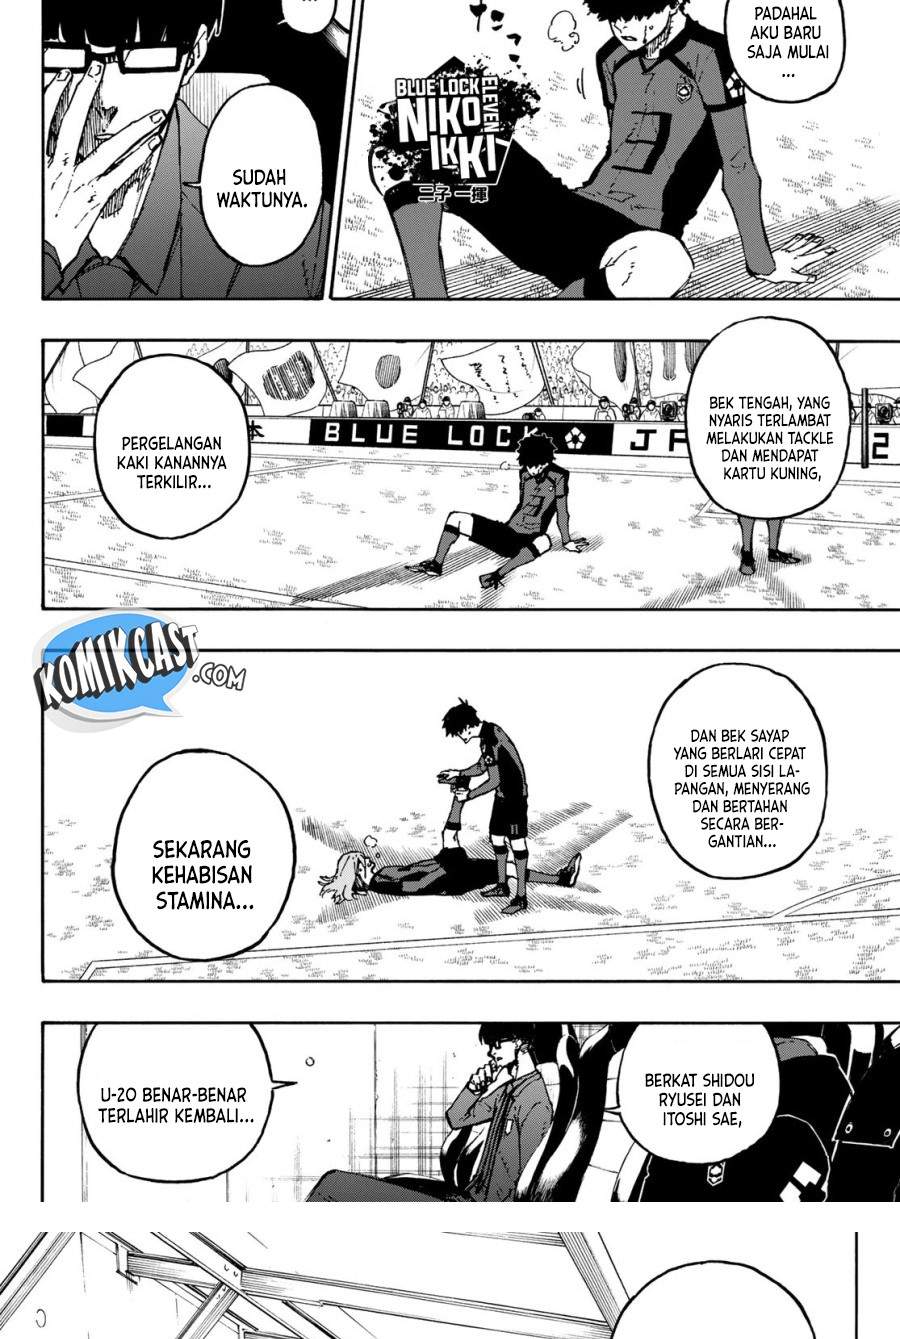 PADAHAL
AKU BARU
SAJA MULAI
...
BLUE LOCK
ELEVEN
NIKO
IKKI
二子 一揮
SUDAH
WAKTUNYA.
BEK TENGAH, YANG
NYARIS TERLAMBAT
MELAKUKAN TACKLE
DAN MENDAPAT
KARTU KUNING,
PERGELANGAN
KAKI KANANNYA
TERKILIR...
本
BLUE LOCK
JA
2
KOMIKCAST
.COM
DAN BEK SAYAP
YANG BERLARI CEPAT
DI SEMUA SISI LA-
PANGAN, MENYERANG
DAN BERTAHAN
SECARA BER-
GANTIAN...
SEKARANG
KEHABISAN
STAMINA...
BERKAT SHIDOU
RYUSEI DAN
ITOSHI SAE,
U-20 BENAR-BENAR
TERLAHIR KEMBALI...